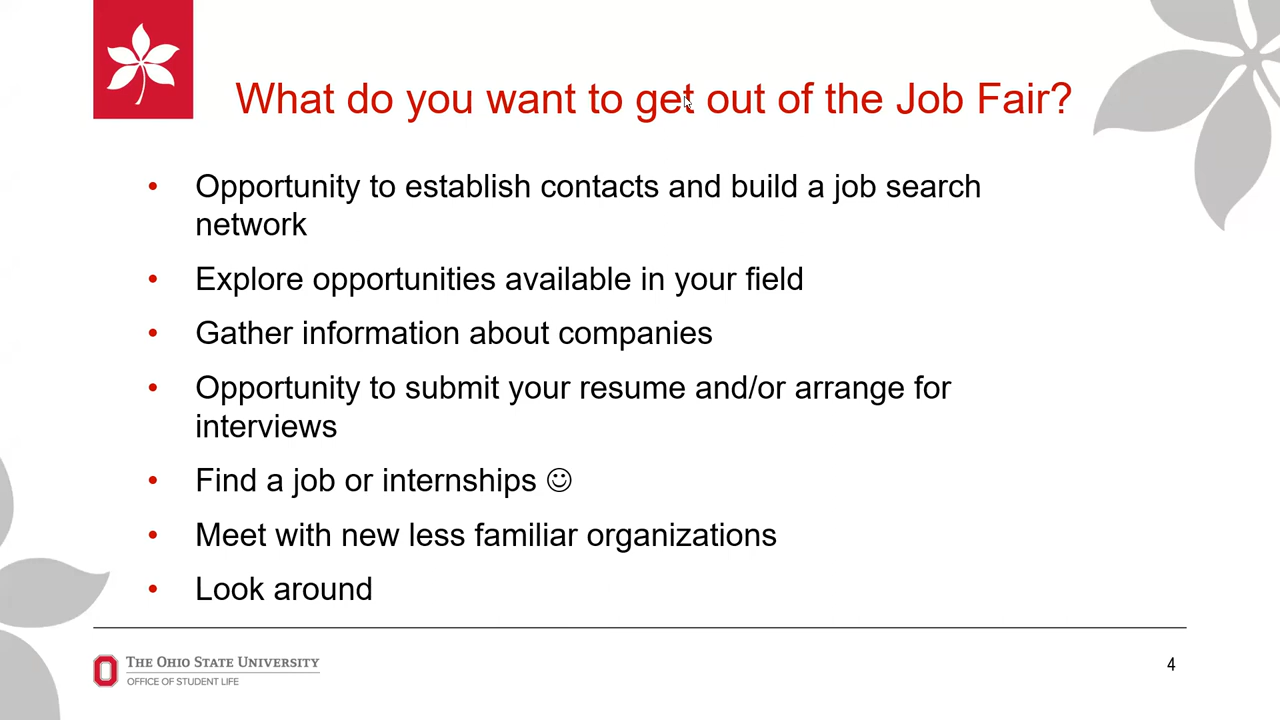 What do you want to get out of the Job Fair?
• Opportunity to establish contacts and build a job search
network
• Explore opportunities available in your field
• Gather information about companies
• Opportunity to submit your resume and/or arrange for
interviews
• Find a job or internships ☺
• Meet with new less familiar organizations
• Look around
THE OHIO STATE UNIVERSITY
OFFICE OF STUDENT LIFE
4